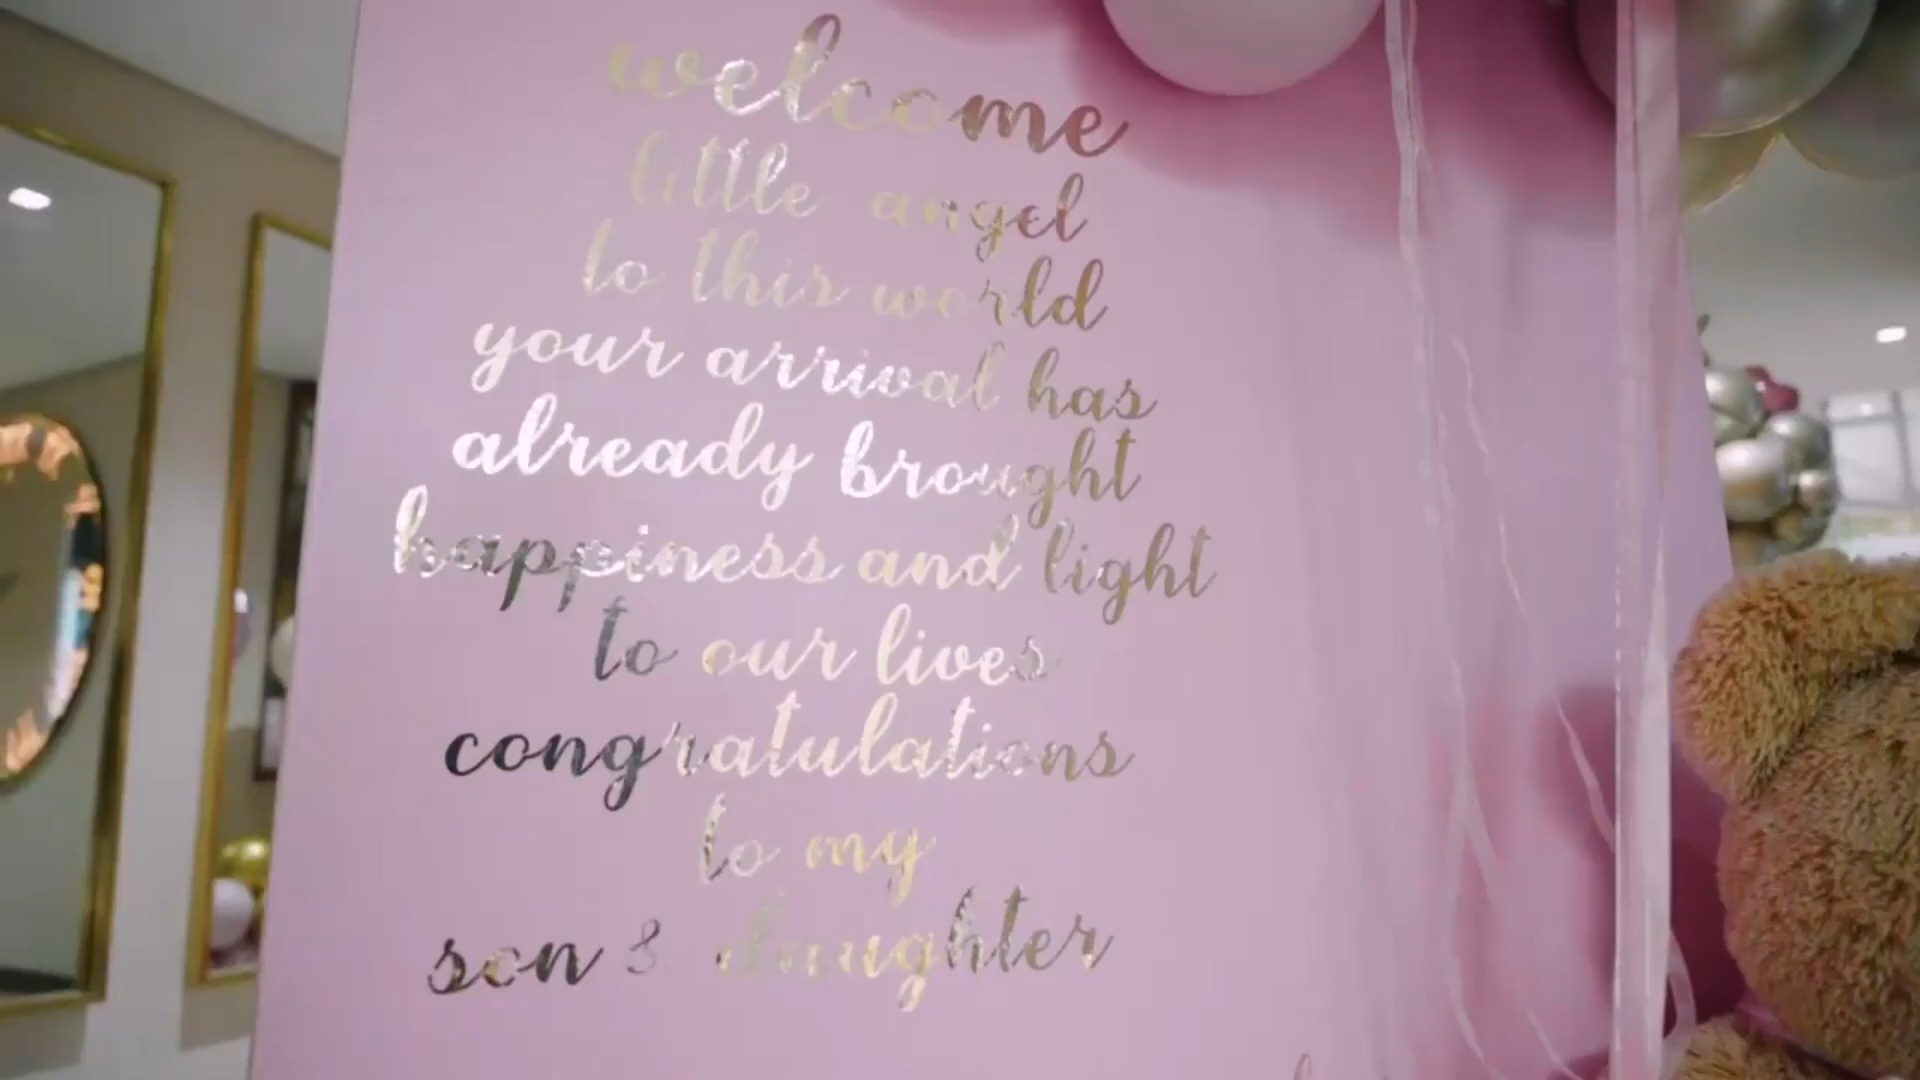 welcome
little angel
to this world
your arrival has
already brought
happiness and light
to our lives
congratulations
to my
son & daughter